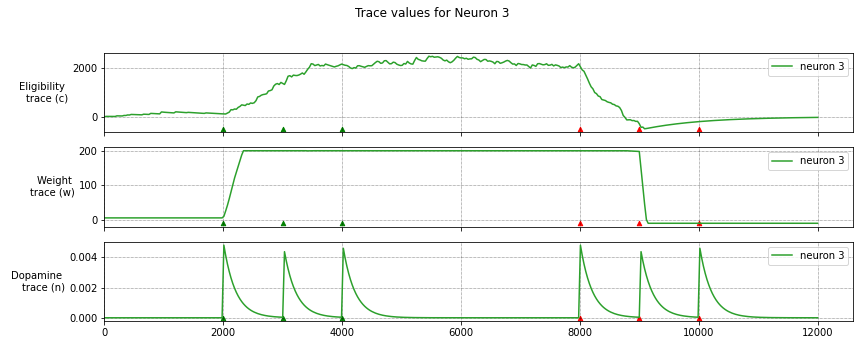 Trace values for Neuron 3
2000
0
Eligibility
trace (c)
neuron 3
200
100
0
Weight
trace (w)
neuron 3
0.004
0.002
0.000
Dopamine
trace (n)
neuron 3
0 2000 4000 6000 8000 10000 12000